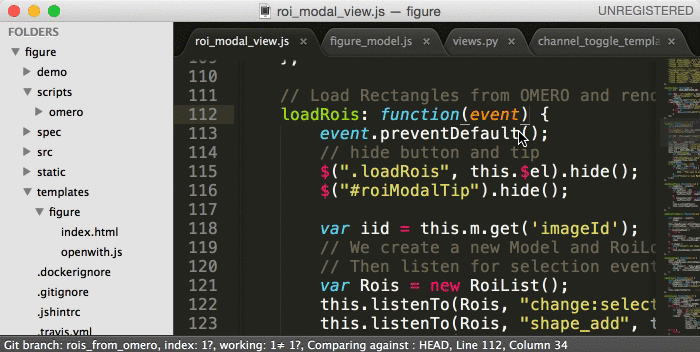 roi_modal_view.js — figure
UNREGISTERED
FOLDERS
figure
demo
scripts
omero
spec
src
static
templates
figure
index.html
openwith.js
.dockerignore
.gitignore
.jshintrc
.travis.yml
roi_modal_view.js ×
figure_model.js ×
views.py ×
channel_toggle_templa ×
109 },
110
111 // Load Rectangles from OMERO and rend
112 loadRois: function(event) {
113 event.preventDefault();
114 // hide button and tip
115 $(".loadRois", this.$el).hide();
116 $("#roiModalTip").hide();
117
118 var iid = this.m.get('imageId');
119 // We create a new Model and RoiLo
120 // Then listen for selection event
121 var Rois = new RoiList();
122 this.listenTo(Rois, "change:select
123 this.listenTo(Rois, "shape_add", t
Git branch: rois_from_omero, index: 1?, working: 1≠ 1?, Comparing against : HEAD, Line 112, Column 34